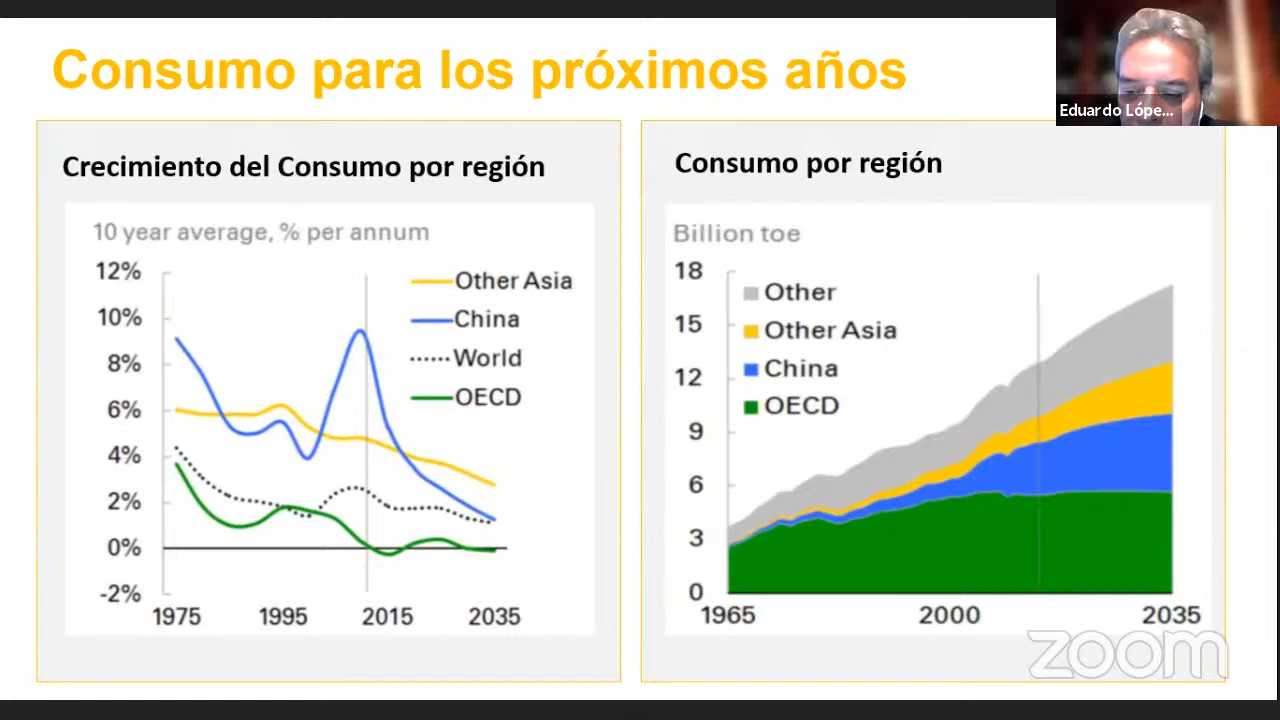 Consumo para los próximos años
Eduardo Lópe...
Crecimiento del Consumo por región
10 year average, % per annum
12%
10%
8%
6%
4%
2%
0%
-2%
1975
1995
2015
2035
Other Asia
China
World
OECD
Consumo por región
Billion toe
18
15
12
9
6
3
0
1965
2000
2035
Other
Other Asia
China
OECD
zoom